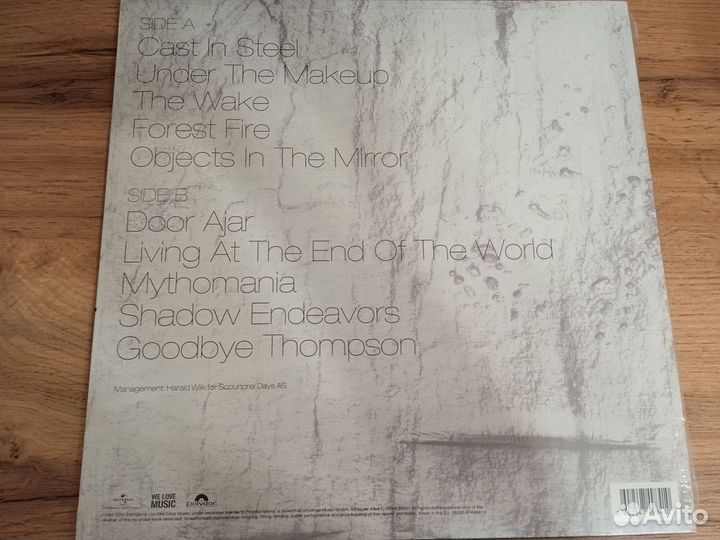 SIDE A
Cast In Steel
Under The Makeup
The Wake
Forest Fire
Objects In The Mirror
SIDE B
Door Ajar
Living At The End Of The World
Mythomania
Shadow Endeavors
Goodbye Thompson
Management: Harald Wiik for Scoundrel Days AS
UNIVERSAL
WE LOVE
MUSIC
Polydor
Avito